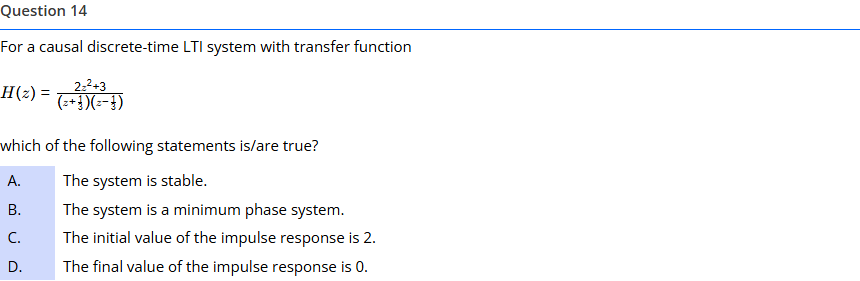 Question 14
For a causal discrete-time LTI system with transfer function
H(z) = \frac{2z^2+3}{(z+\frac{1}{3})(z-\frac{1}{3})}
which of the following statements is/are true?
A. The system is stable.
B. The system is a minimum phase system.
C. The initial value of the impulse response is 2.
D. The final value of the impulse response is 0.